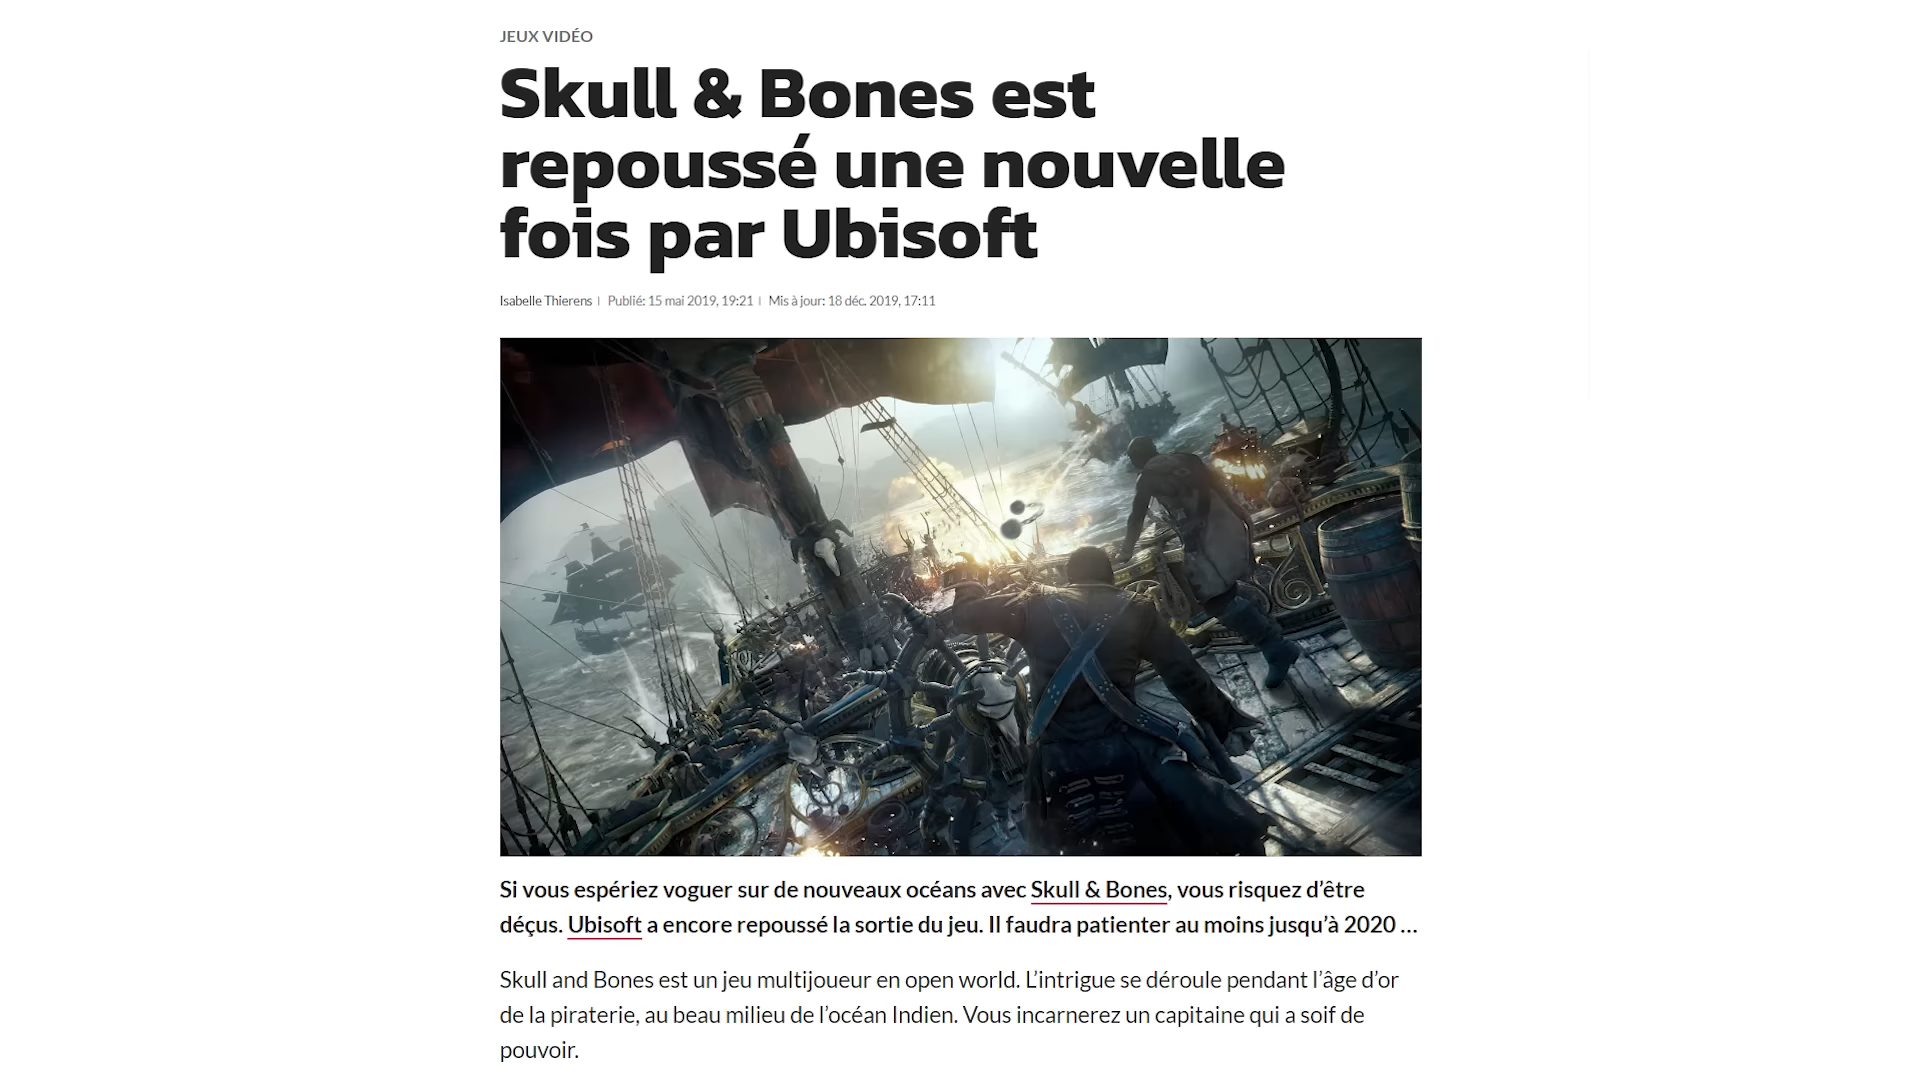 JEUX VIDÉO
Skull & Bones est
repoussé une nouvelle
fois par Ubisoft
Isabelle Thierens | Publié: 15 mai 2019, 19:21 | Mis à jour: 18 déc. 2019, 17:11
Si vous espériez voguer sur de nouveaux océans avec Skull & Bones, vous risquez d’être
déçus. Ubisoft a encore repoussé la sortie du jeu. Il faudra patienter au moins jusqu’à 2020 …
Skull and Bones est un jeu multijoueur en open world. L’intrigue se déroule pendant l’âge d’or
de la piraterie, au beau milieu de l’océan Indien. Vous incarnerez un capitaine qui a soif de
pouvoir.